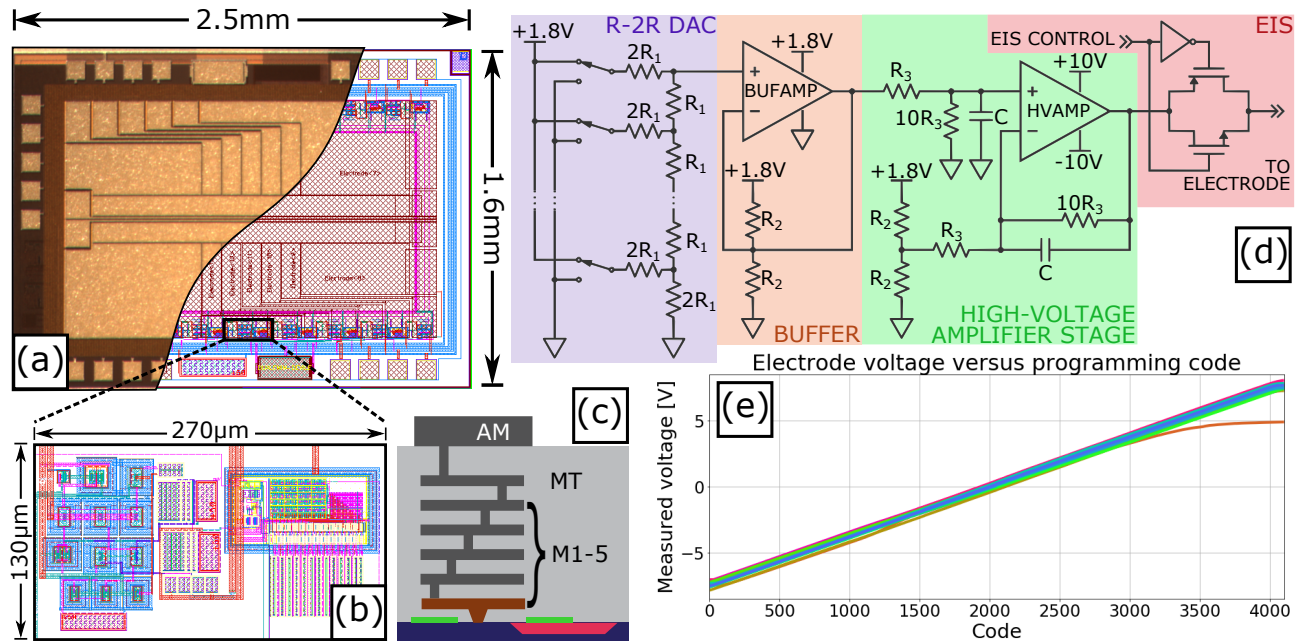 2.5mm
1.6mm
Electrode<7>
(a)
270μm
130μm
(b)
(c)
AM
MT
M1-5
R-2R DAC
+1.8V
2R1
R1
2R1
R1
R1
2R1
2R1
+1.8V
BUFAMP
+
−
+1.8V
R2
R2
BUFFER
R3
10R3
C
+
−
HVAMP
+10V
-10V
+1.8V
R2
R2
R3
10R3
C
HIGH-VOLTAGE
AMPLIFIER STAGE
EIS
EIS CONTROL
TO
ELECTRODE
(d)
Electrode voltage versus programming code
(e)
Measured voltage [V]
5
0
−5
0
500
1000
1500
2000
2500
3000
3500
4000
Code